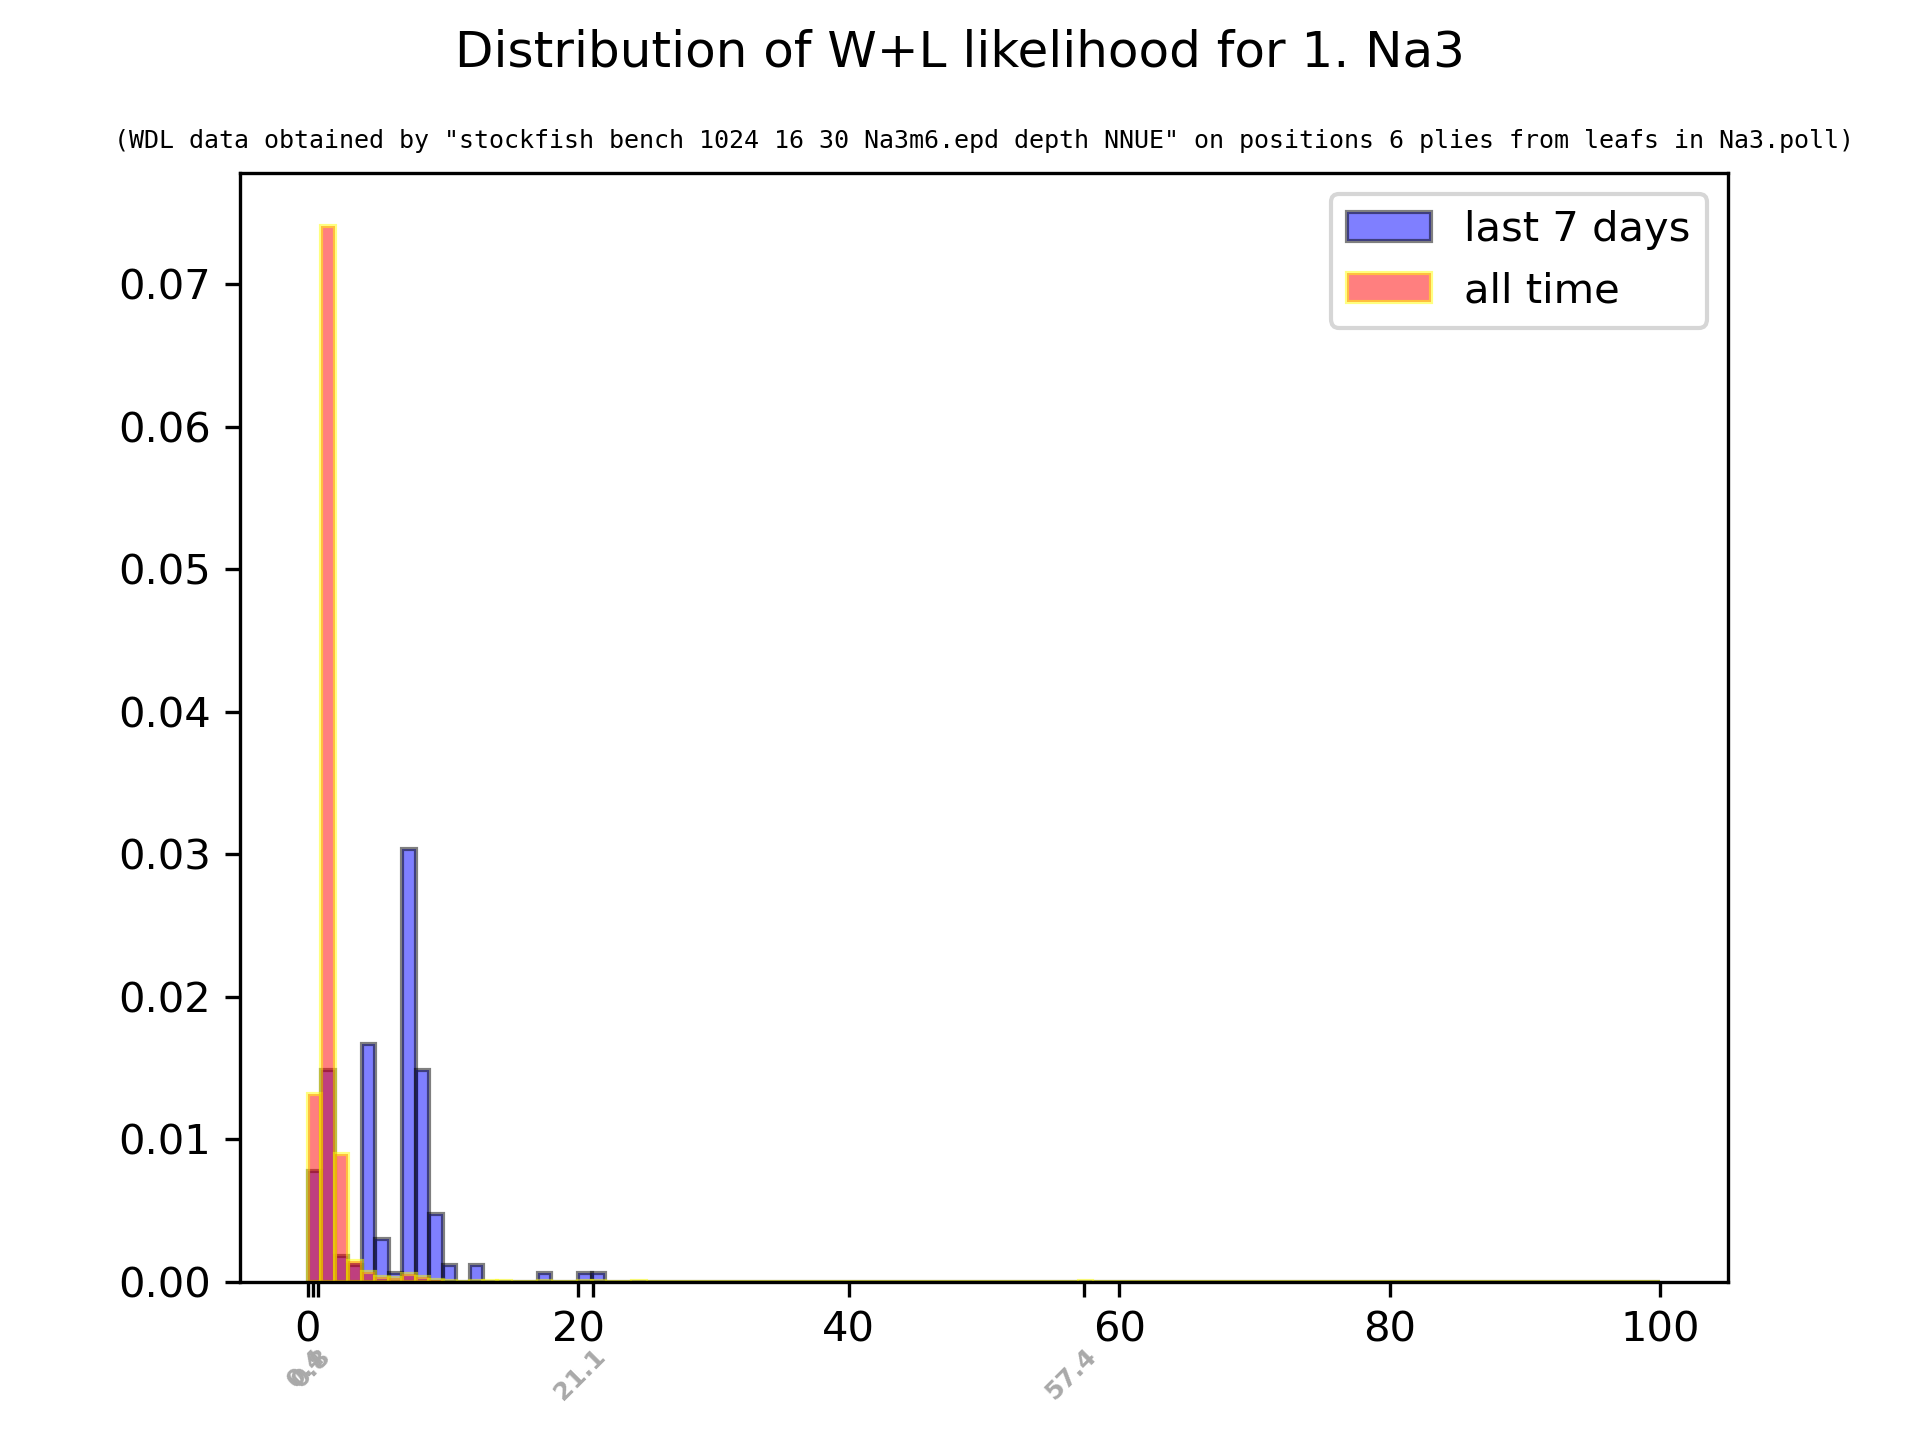 Distribution of W+L likelihood for 1. Na3
(WDL data obtained by "stockfish bench 1024 16 30 Na3m6.epd depth NNUE" on positions 6 plies from leafs in Na3.poll)
last 7 days
all time
0.07
0.06
0.05
0.04
0.03
0.02
0.01
0.00
0 20 40 60 80 100
21.1 57.4